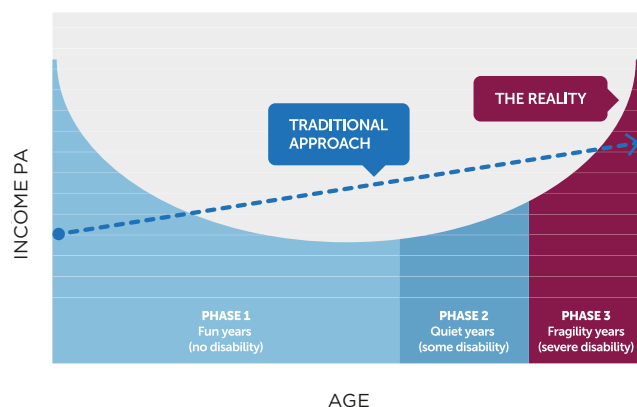 INCOME PA
TRADITIONAL
APPROACH
THE REALITY
PHASE 1
Fun years
(no disability)
PHASE 2
Quiet years
(some disability)
PHASE 3
Fragility years
(severe disability)
AGE